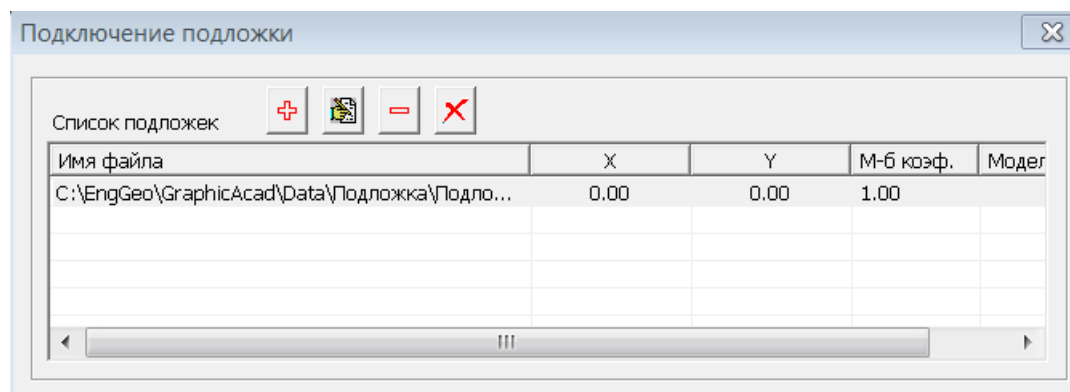 Подключение подложки
Список подложек
Имя файла X Y М-б коэф. Модел
C:\EngGeo\GraphicAcad\Data\Подложка\Подло... 0.00 0.00 1.00